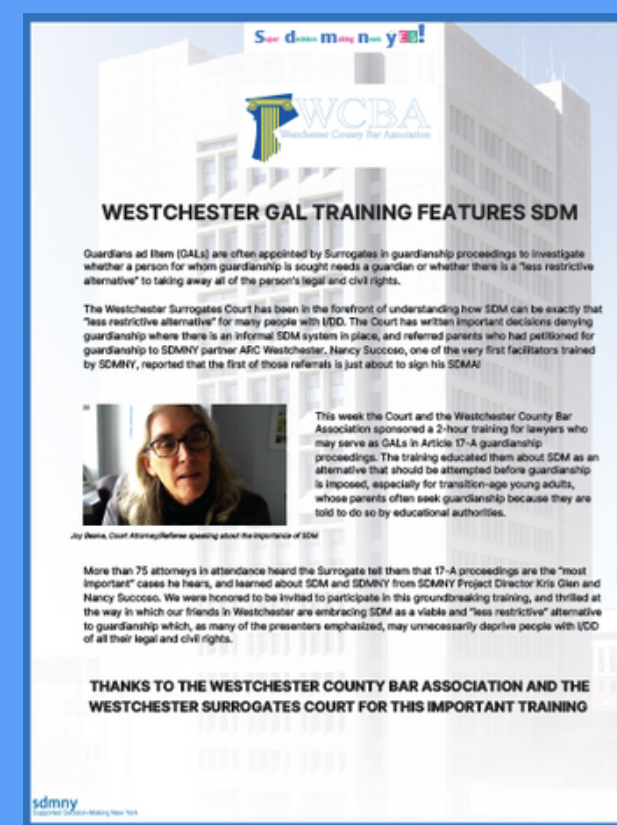 Super decision making news yES!
WCBA
Westchester County Bar Association
WESTCHESTER GAL TRAINING FEATURES SDM
Guardians ad litem (GALs) are often appointed by Surrogates in guardianship proceedings to investigate
whether a person for whom guardianship is sought needs a guardian or whether there is a "less restrictive
alternative" to taking away all of the person's legal and civil rights.
The Westchester Surrogates Court has been in the forefront of understanding how SDM can be exactly that
"less restrictive alternative" for many people with I/DD. The Court has written important decisions denying
guardianship where there is an informal SDM system in place, and referred parents who had petitioned for
guardianship to SDMNY partner ARC Westchester. Nancy Succoso, one of the very first facilitators trained
by SDMNY, reported that the first of those referrals is just about to sign his SDMA!
This week the Court and the Westchester County Bar
Association sponsored a 2-hour training for lawyers who
may serve as GALs in Article 17-A guardianship
proceedings. The training educated them about SDM as an
alternative that should be attempted before guardianship
is imposed, especially for transition-age young adults,
whose parents often seek guardianship because they are
told to do so by educational authorities.
Joy Beane, Court Attorney/Referee speaking about the importance of SDM
More than 75 attorneys in attendance heard the Surrogate tell them that 17-A proceedings are the "most
important" cases he hears, and learned about SDM and SDMNY from SDMNY Project Director Kris Glen and
Nancy Succoso. We were honored to be invited to participate in this groundbreaking training, and thrilled at
the way in which our friends in Westchester are embracing SDM as a viable and "less restrictive" alternative
to guardianship which, as many of the presenters emphasized, may unnecessarily deprive people with I/DD
of all their legal and civil rights.
THANKS TO THE WESTCHESTER COUNTY BAR ASSOCIATION AND THE
WESTCHESTER SURROGATES COURT FOR THIS IMPORTANT TRAINING
sdmny
Supported Decision-Making New York